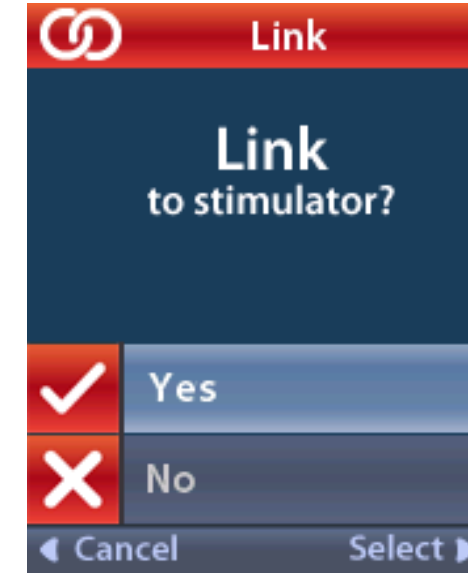 Link
Link
to stimulator?
Yes
No
Cancel Select